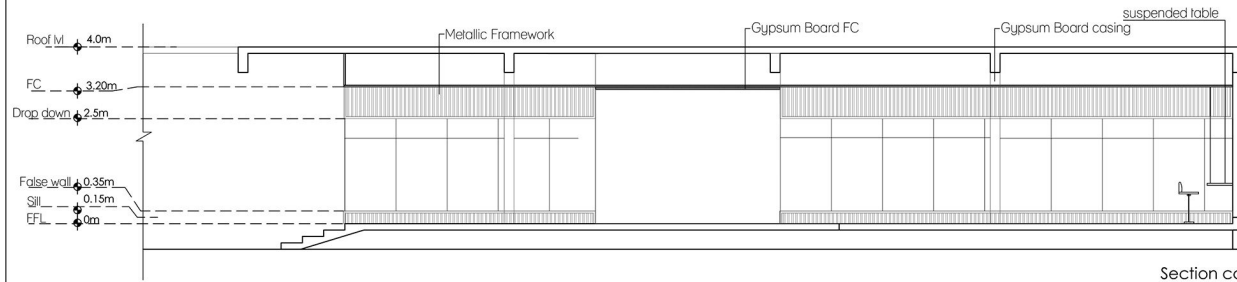 suspended table
Metallic Framework
Gypsum Board FC
Gypsum Board casing
Roof lvl 4.0m
FC 3.20m
Drop down 2.5m
False wall 0.35m
Sill 0.15m
FFL 0m
Section